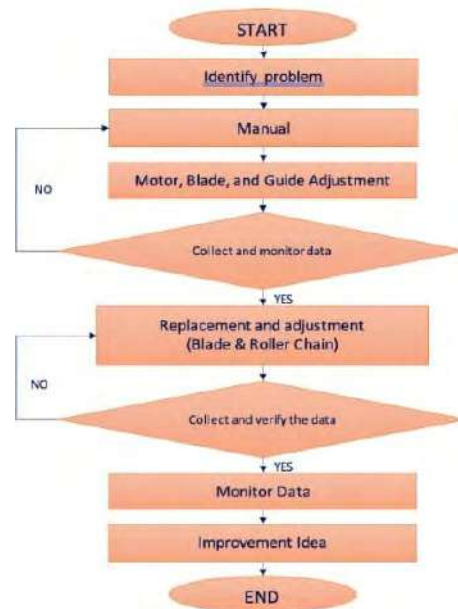 START
Identify problem
Manual
Motor, Blade, and Guide Adjustment
NO
Collect and monitor data
YES
Replacement and adjustment
(Blade & Roller Chain)
NO
Collect and verify the data
YES
Monitor Data
Improvement Idea
END